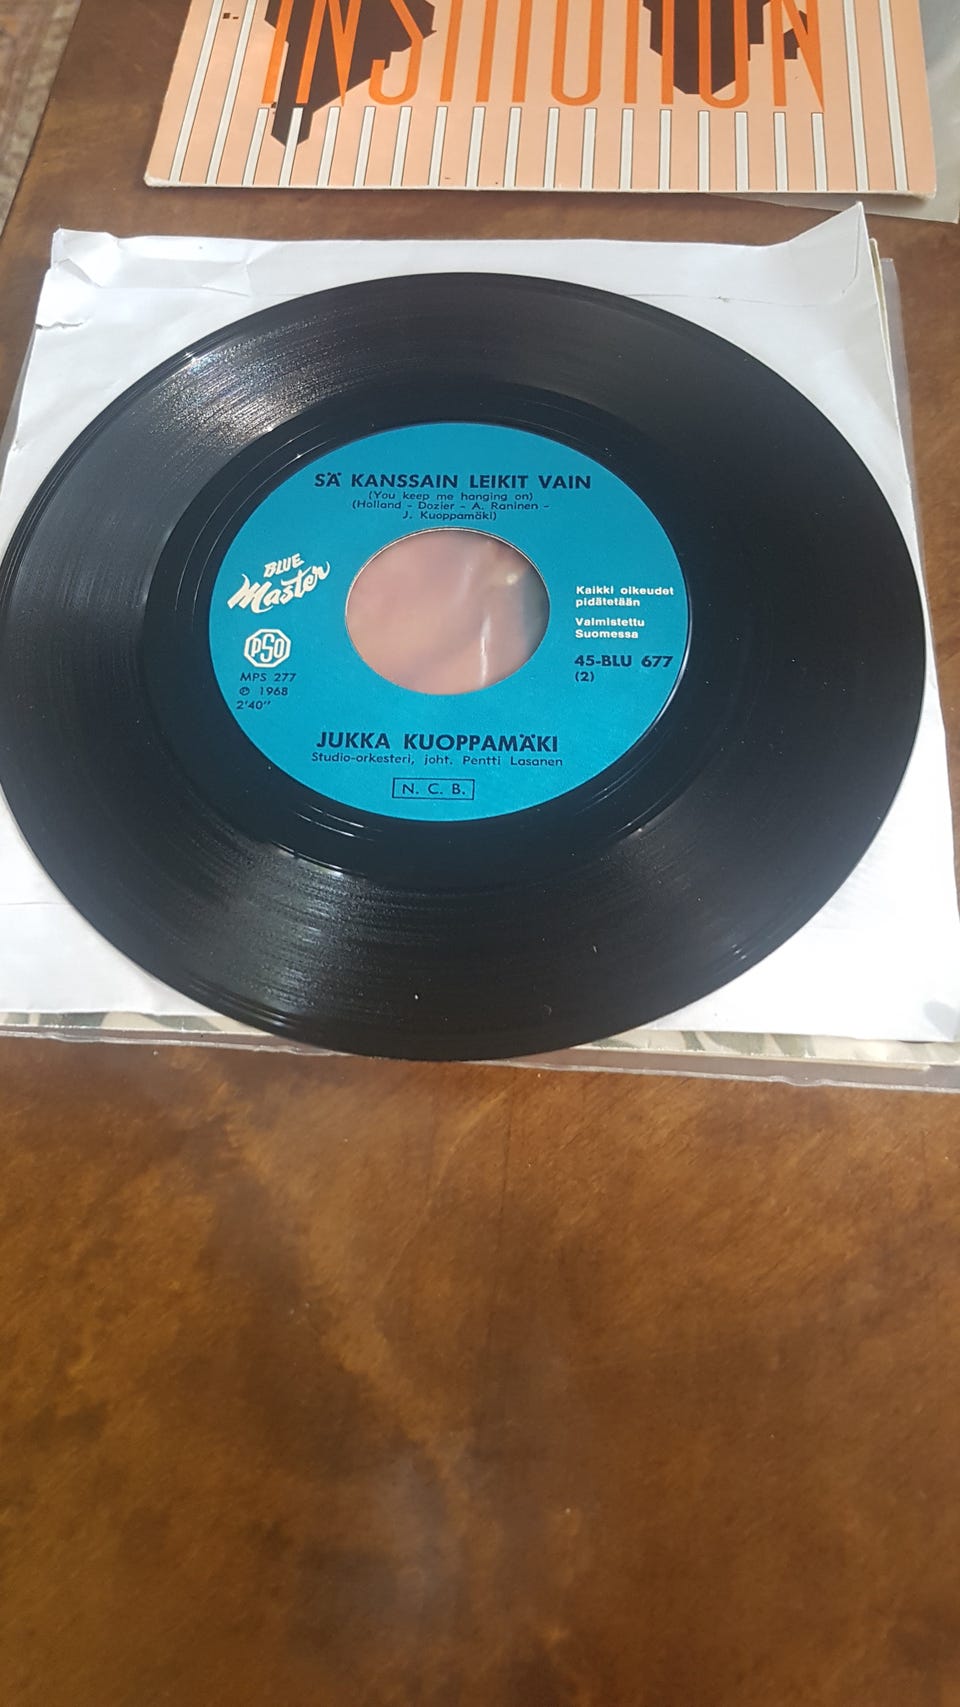 INSTITUTION
SÄ KANSSAIN LEIKIT VAIN
(You keep me hanging on)
(Holland - Dozier - A. Raninen -
J. Kuoppamäki)
BLUE
Master
Kaikki oikeudet
pidätetään
Valmistettu
Suomessa
PSO
45-BLU 677
(2)
MPS 277
℗ 1968
2'40"
JUKKA KUOPPAMÄKI
Studio-orkesteri, joht. Pentti Lasanen
N. C. B.